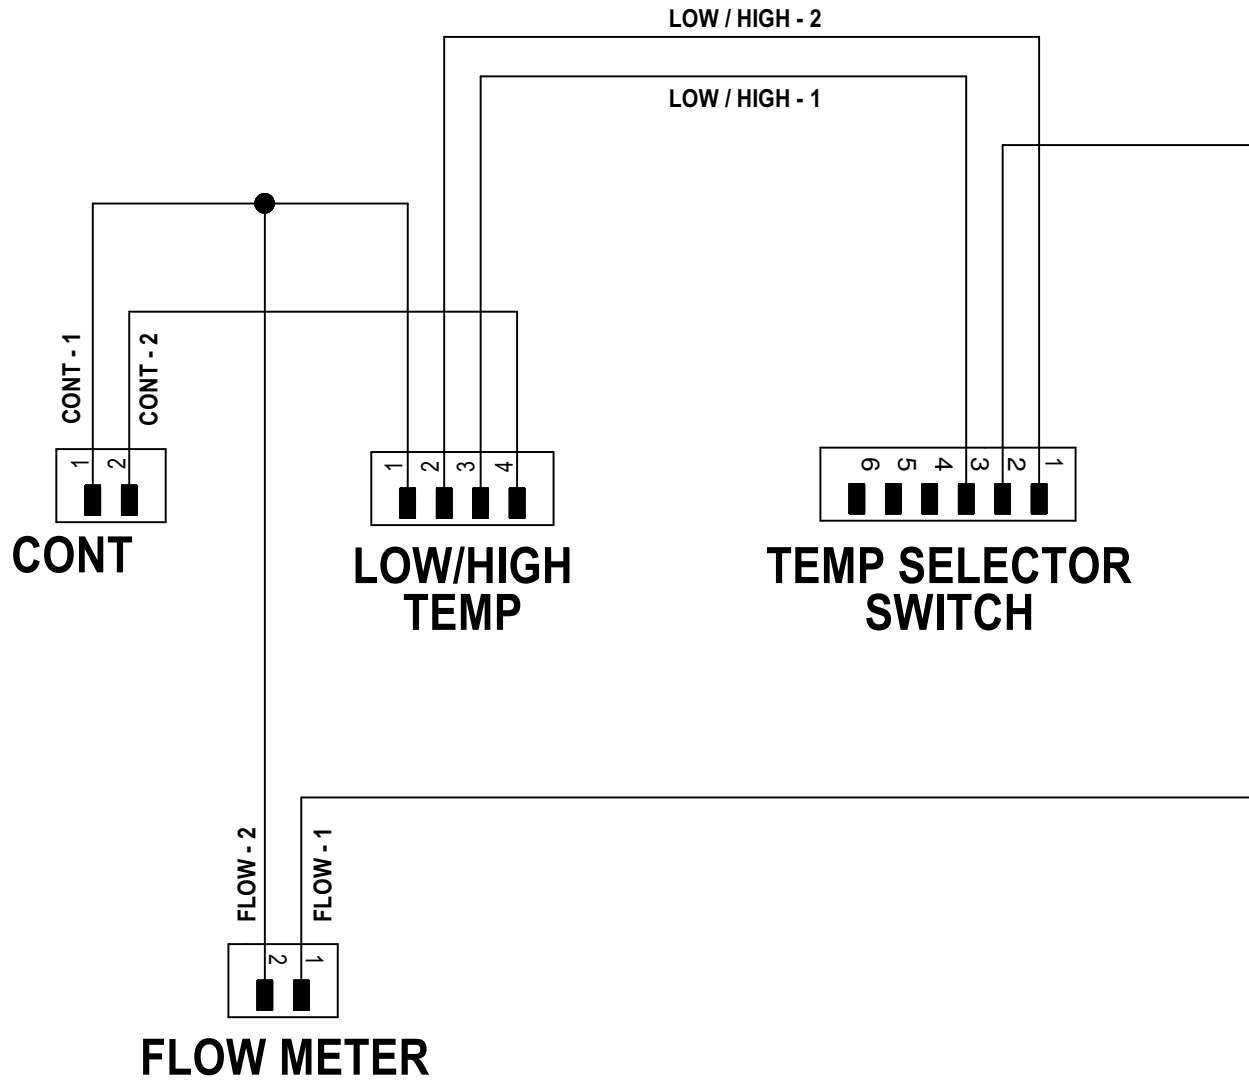 LOW / HIGH - 2
LOW / HIGH - 1
CONT - 1
CONT - 2
1
2
CONT
1
2
3
4
LOW/HIGH
TEMP
6
5
4
3
2
1
TEMP SELECTOR
SWITCH
FLOW - 2
FLOW - 1
2
1
FLOW METER